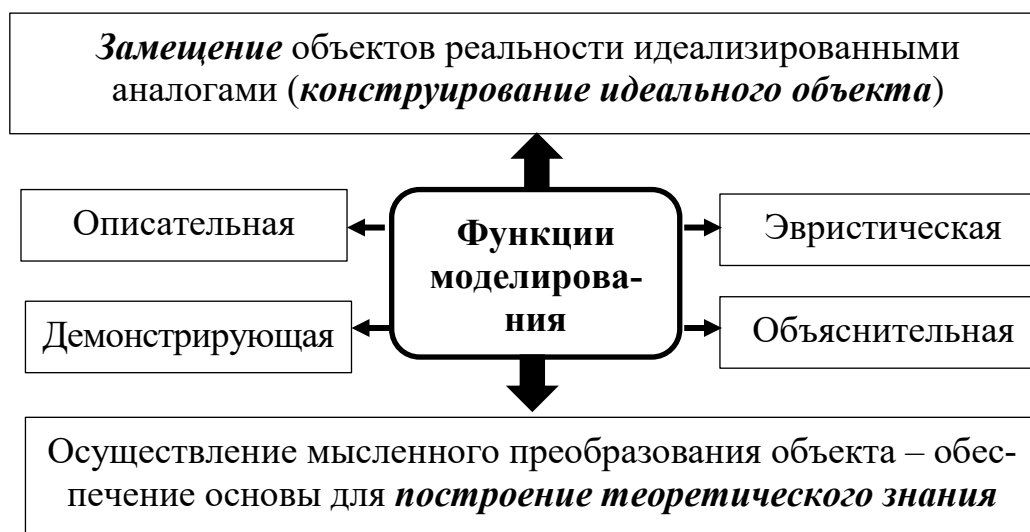 Замещение объектов реальности идеализированными
аналогами (конструирование идеального объекта)
Описательная
Функции
моделирова-
ния
Эвристическая
Демонстрирующая
Объяснительная
Осуществление мысленного преобразования объекта – обес-
печение основы для построение теоретического знания